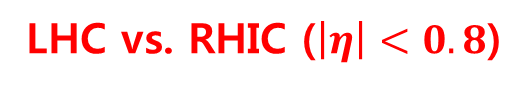 LHC vs. RHIC (|η| < 0.8)